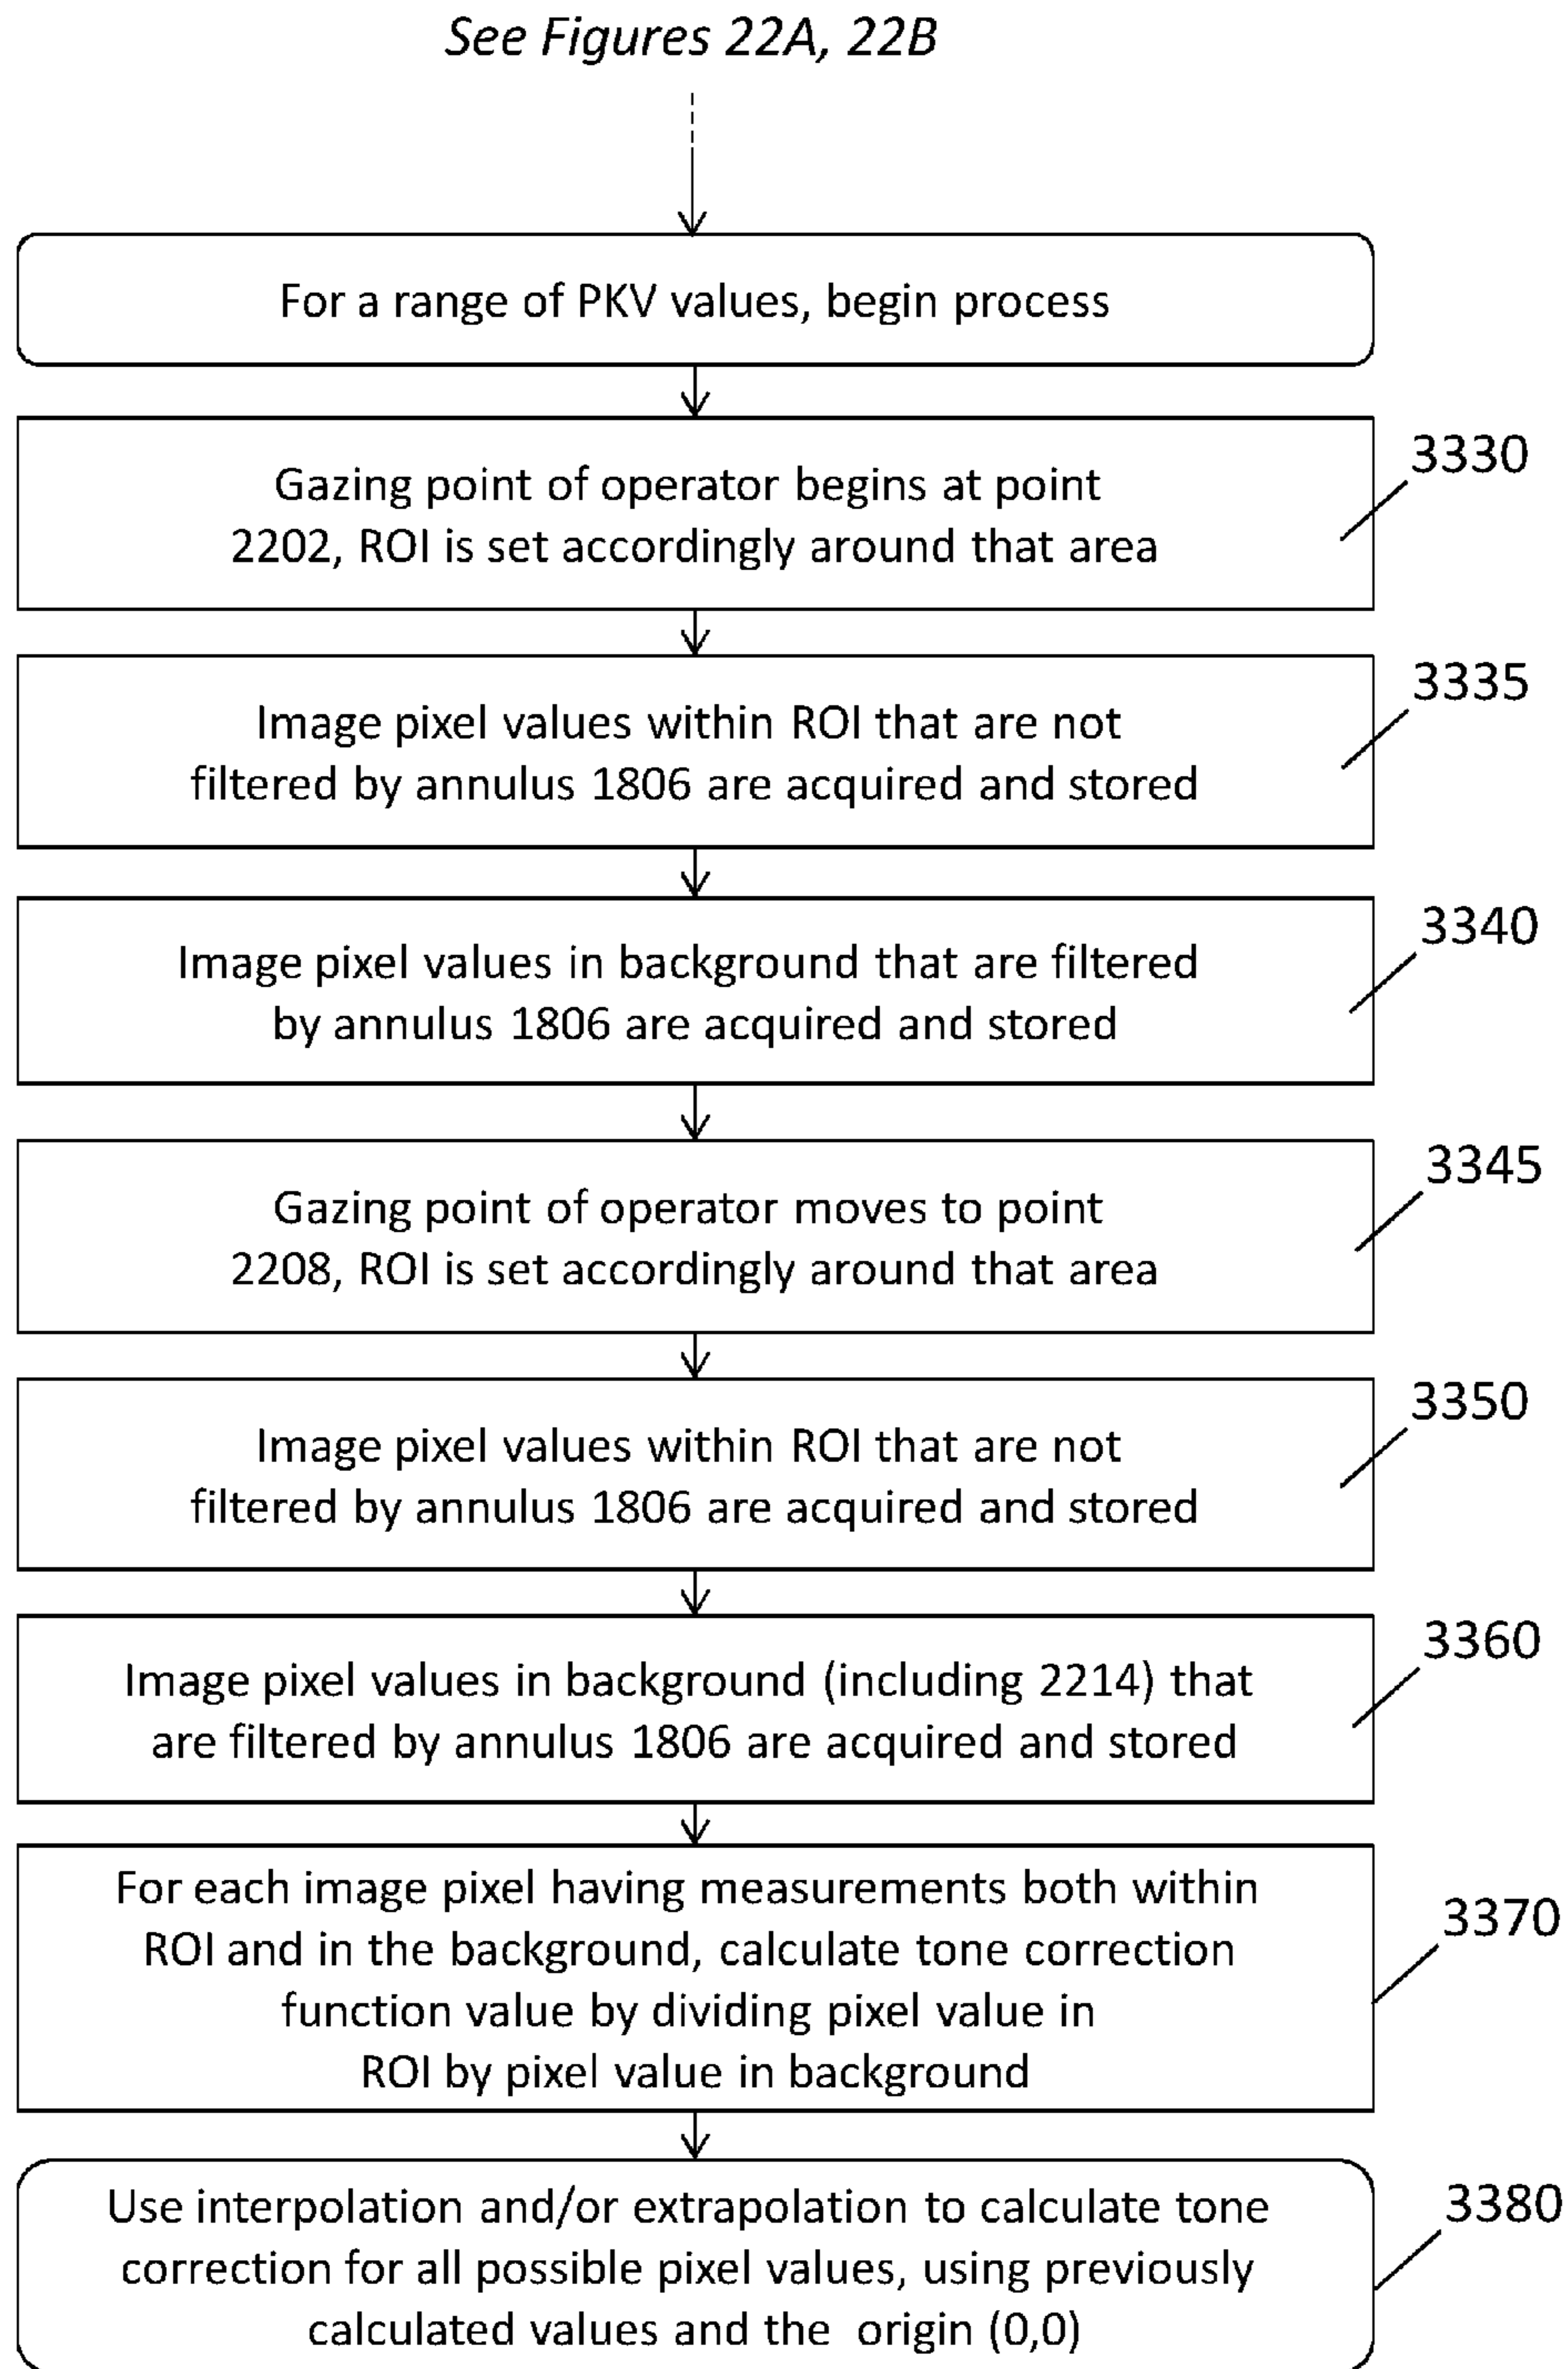 See Figures 22A, 22B
For a range of PKV values, begin process
Gazing point of operator begins at point
2202, ROI is set accordingly around that area
3330
Image pixel values within ROI that are not
filtered by annulus 1806 are acquired and stored
3335
Image pixel values in background that are filtered
by annulus 1806 are acquired and stored
3340
Gazing point of operator moves to point
2208, ROI is set accordingly around that area
3345
Image pixel values within ROI that are not
filtered by annulus 1806 are acquired and stored
3350
Image pixel values in background (including 2214) that
are filtered by annulus 1806 are acquired and stored
3360
For each image pixel having measurements both within
ROI and in the background, calculate tone correction
function value by dividing pixel value in
ROI by pixel value in background
3370
Use interpolation and/or extrapolation to calculate tone
correction for all possible pixel values, using previously
calculated values and the origin (0,0)
3380